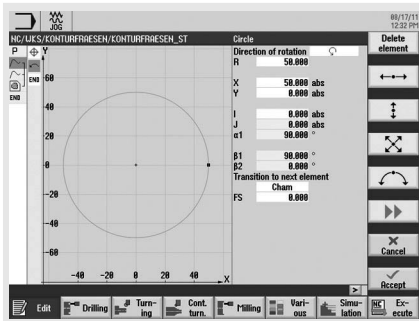 JOG
08/17/11
12:32 PM
NC/WKS/KONTURFRAESEN/KONTURFRAESEN_ST
Circle
Delete element
P
END
END
Y
60
40
20
0
-20
-40
-60
-40 -20 0 20 40
X
Direction of rotation
R 50.000
X 50.000 abs
Y 0.000 abs
I 0.000 abs
J 0.000 abs
α1 90.000 °
β1 90.000 °
β2 0.000 °
Transition to next element
Cham
FS 0.000
Cancel
Accept
Edit
Drilling
Turn-ing
Cont. turn.
Milling
Vari-ous
Simu-lation
NC
Ex-ecute